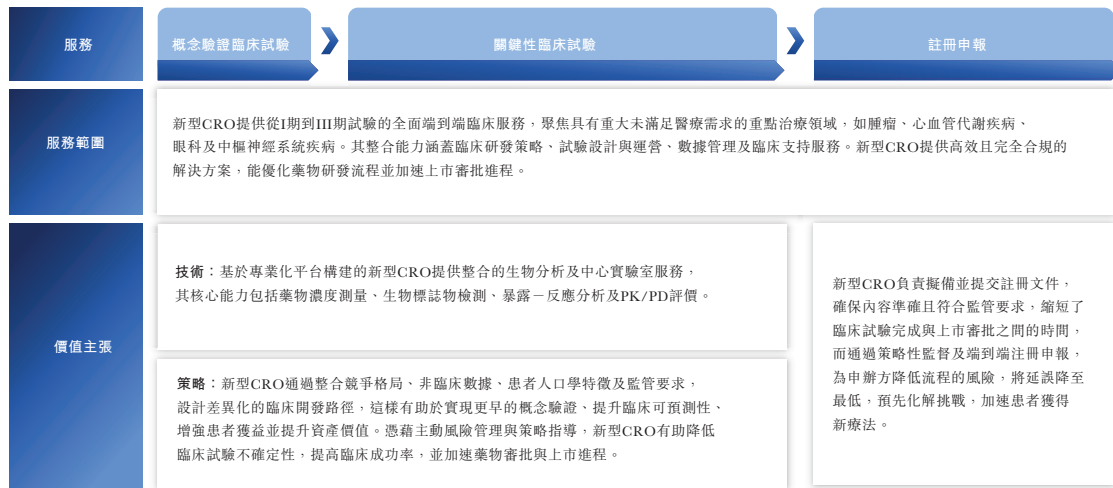 服務
概念驗證臨床試驗
關鍵性臨床試驗
註冊申報
服務範圍
新型CRO提供從I期到III期試驗的全面端到端臨床服務，聚焦具有重大未滿足醫療需求的重點治療領域，如腫瘤、心血管代謝疾病、
眼科及中樞神經系統疾病。其整合能力涵蓋臨床研發策略、試驗設計與運營、數據管理及臨床支持服務。新型CRO提供高效且完全合規的
解決方案，能優化藥物研發流程並加速上市審批進程。
價值主張
技術：基於專業化平台構建的新型CRO提供整合的生物分析及中心實驗室服務，
其核心能力包括藥物濃度測量、生物標誌物檢測、暴露－反應分析及PK/PD評價。
策略：新型CRO通過整合競爭格局、非臨床數據、患者人口學特徵及監管要求，
設計差異化的臨床開發路徑，這樣有助於實現更早的概念驗證、提升臨床可預測性、
增強患者獲益並提升資產價值。憑藉主動風險管理與策略指導，新型CRO有助降低
臨床試驗不確定性，提高臨床成功率，並加速藥物審批與上市進程。
新型CRO負責擬備並提交註冊文件，
確保內容準確且符合監管要求，縮短了
臨床試驗完成與上市審批之間的時間，
而通過策略性監督及端到端注冊申報，
為申辦方降低流程的風險，將延誤降至
最低，預先化解挑戰，加速患者獲得
新療法。